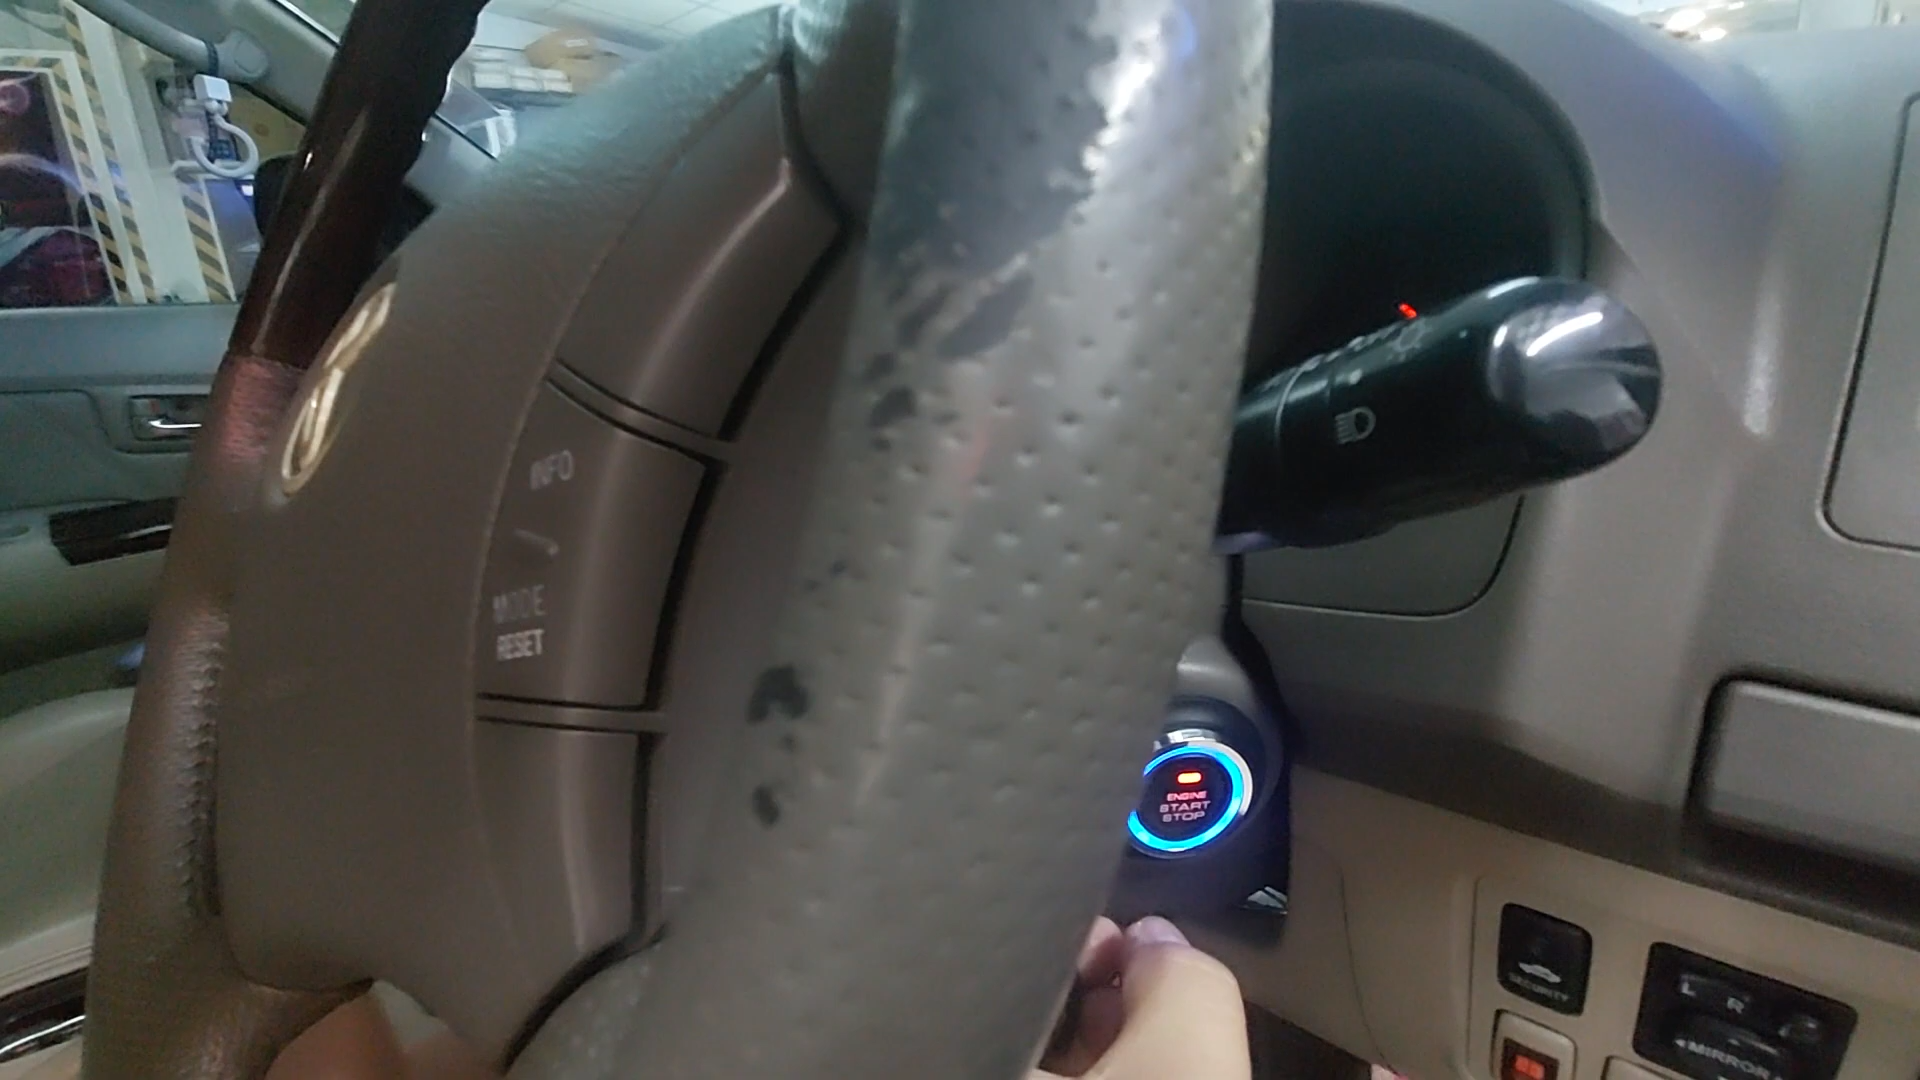 INFO
MODE
RESET
ENGINE
START
STOP
SECURITY
L R
◄MIRROR